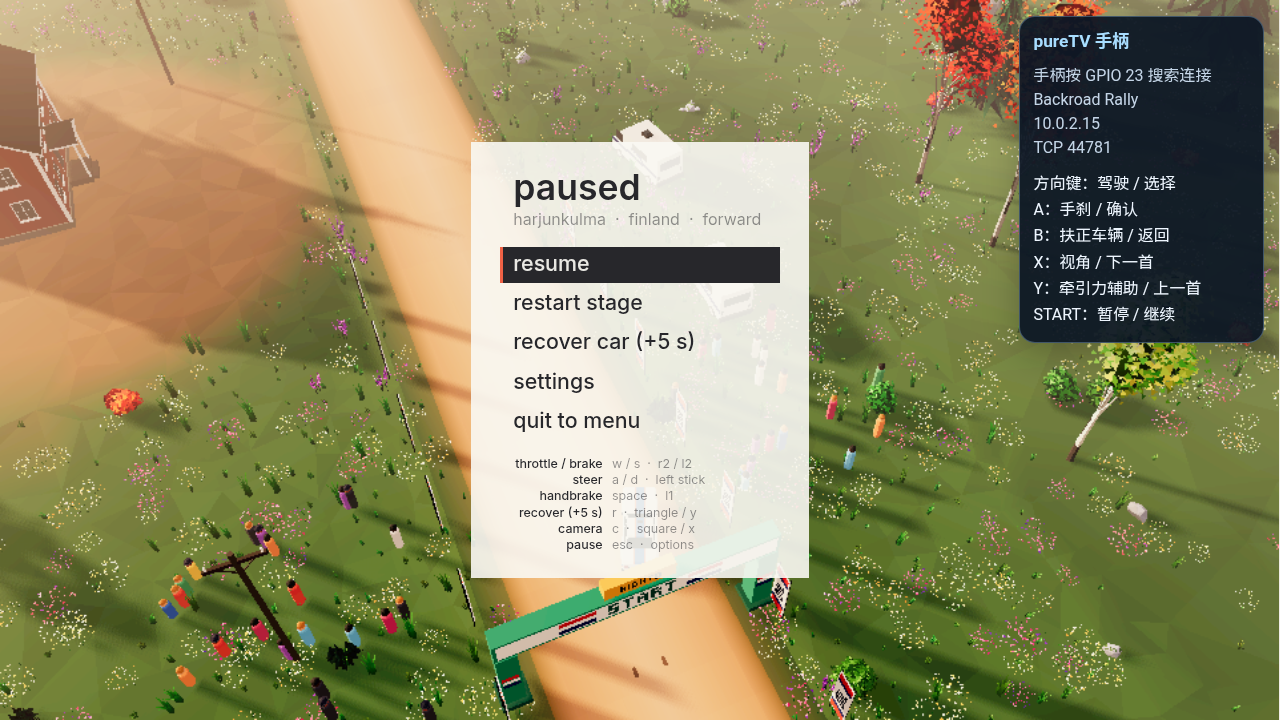 paused
harjunkulma · finland · forward
resume
restart stage
recover car (+5 s)
settings
quit to menu
throttle / brake w / s · r2 / l2
steer a / d · left stick
handbrake space · l1
recover (+5 s) r · triangle / y
camera c · square / x
pause esc · options
pureTV 手柄
手柄按 GPIO 23 搜索连接
Backroad Rally
10.0.2.15
TCP 44781
方向键：驾驶 / 选择
A：手刹 / 确认
B：扶正车辆 / 返回
X：视角 / 下一首
Y：牵引力辅助 / 上一首
START：暂停 / 继续
START